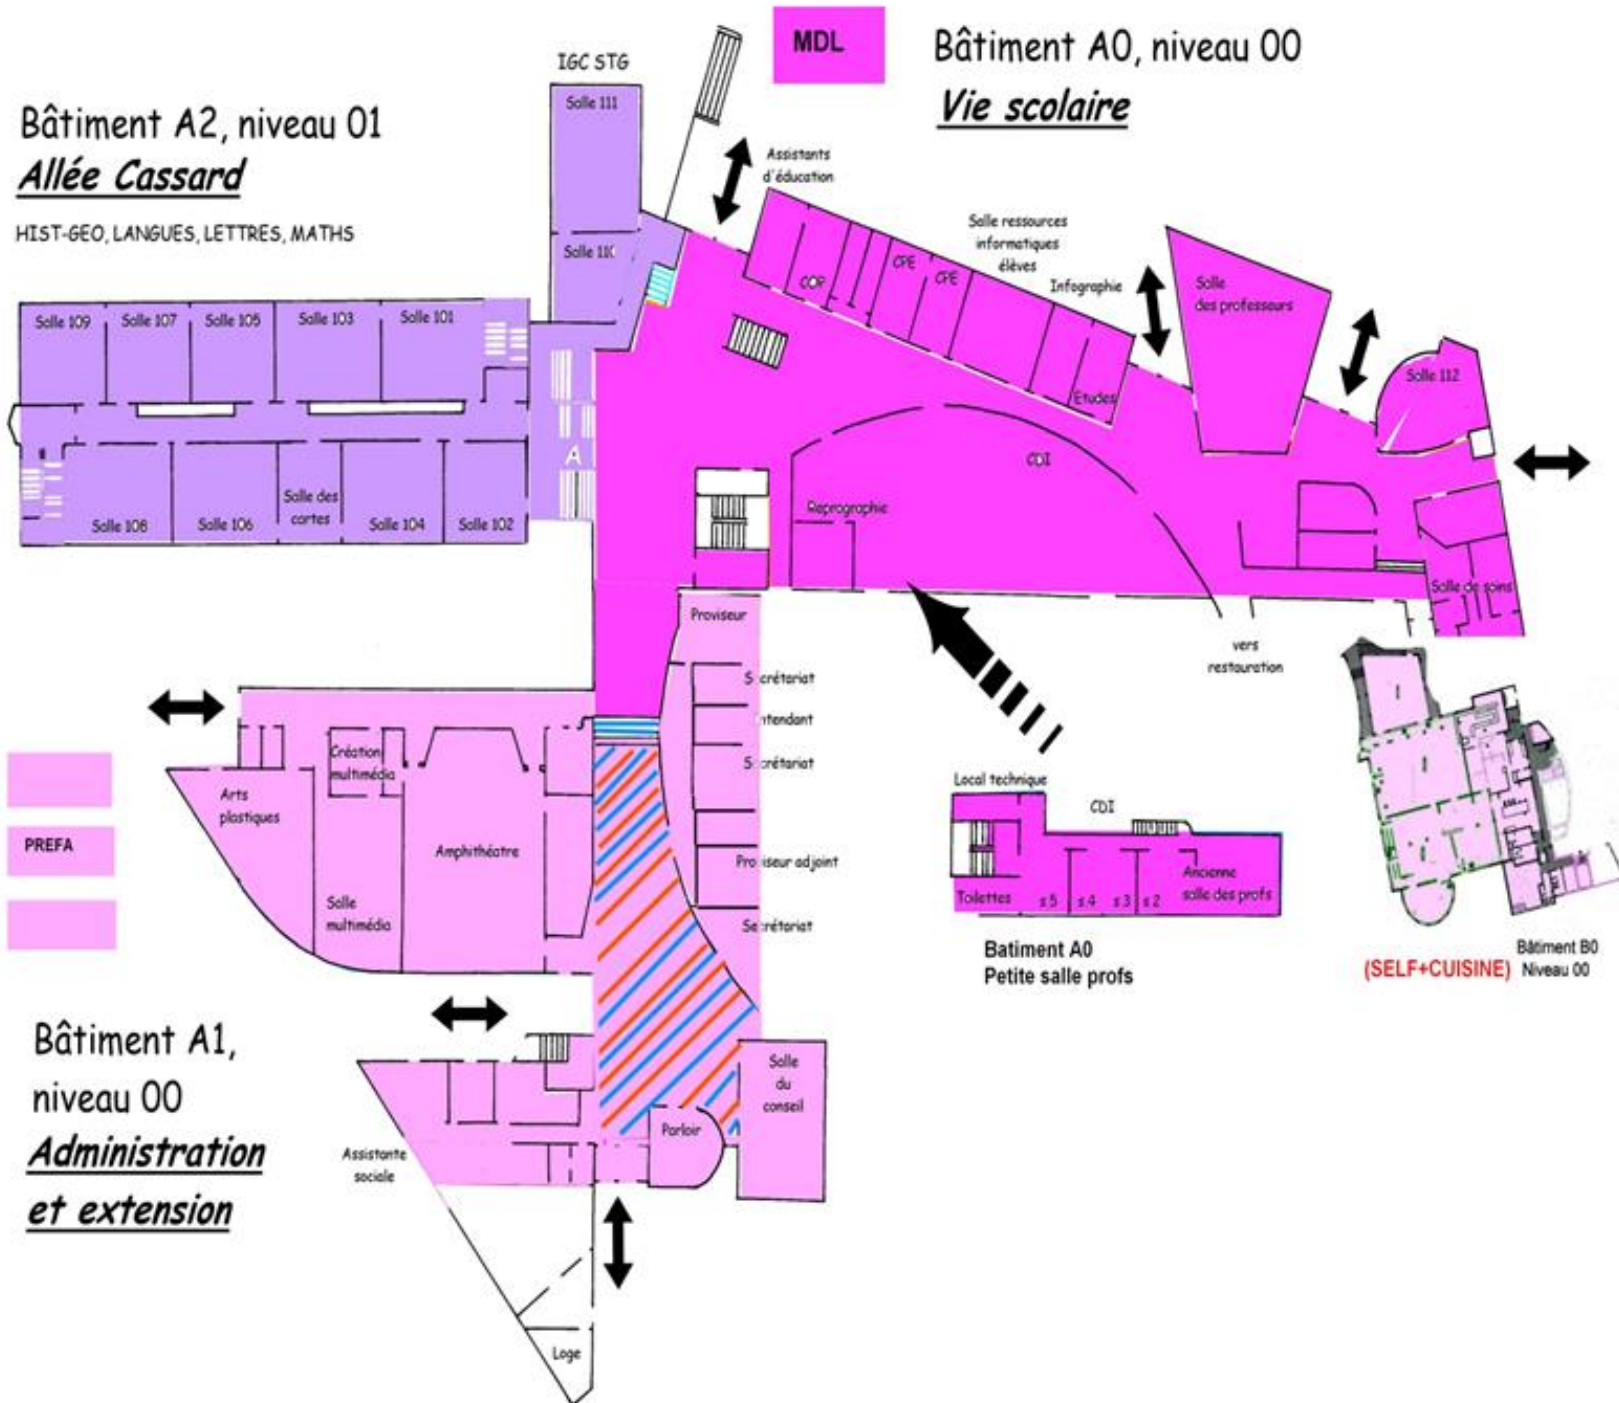 MDL
Bâtiment A0, niveau 00
Vie scolaire
IGC STG
Salle 111
Bâtiment A2, niveau 01
Allée Cassard
HIST-GEO, LANGUES, LETTRES, MATHS
Assistants
d'éducation
Salle 110
Salle ressources
informatiques
élèves
COP
CPE
CPE
Infographie
Salle
des professeurs
Salle 109
Salle 107
Salle 105
Salle 103
Salle 101
Salle 112
Etudes
A
CDI
Salle des
cartes
Salle 108
Salle 106
Salle 104
Salle 102
Reprographie
Salle de soins
Proviseur
vers
restauration
Secrétariat
Intendant
Secrétariat
Création
multimédia
Arts
plastiques
PREFA
Amphithéatre
Proviseur adjoint
Salle
multimédia
Secrétariat
Local technique
CDI
Toilettes
s5
s4
s3
s2
Ancienne
salle des profs
Batiment A0
Petite salle profs
(SELF+CUISINE)
Bâtiment B0
Niveau 00
Bâtiment A1,
niveau 00
Administration
et extension
Salle
du
conseil
Parloir
Assistante
sociale
Loge